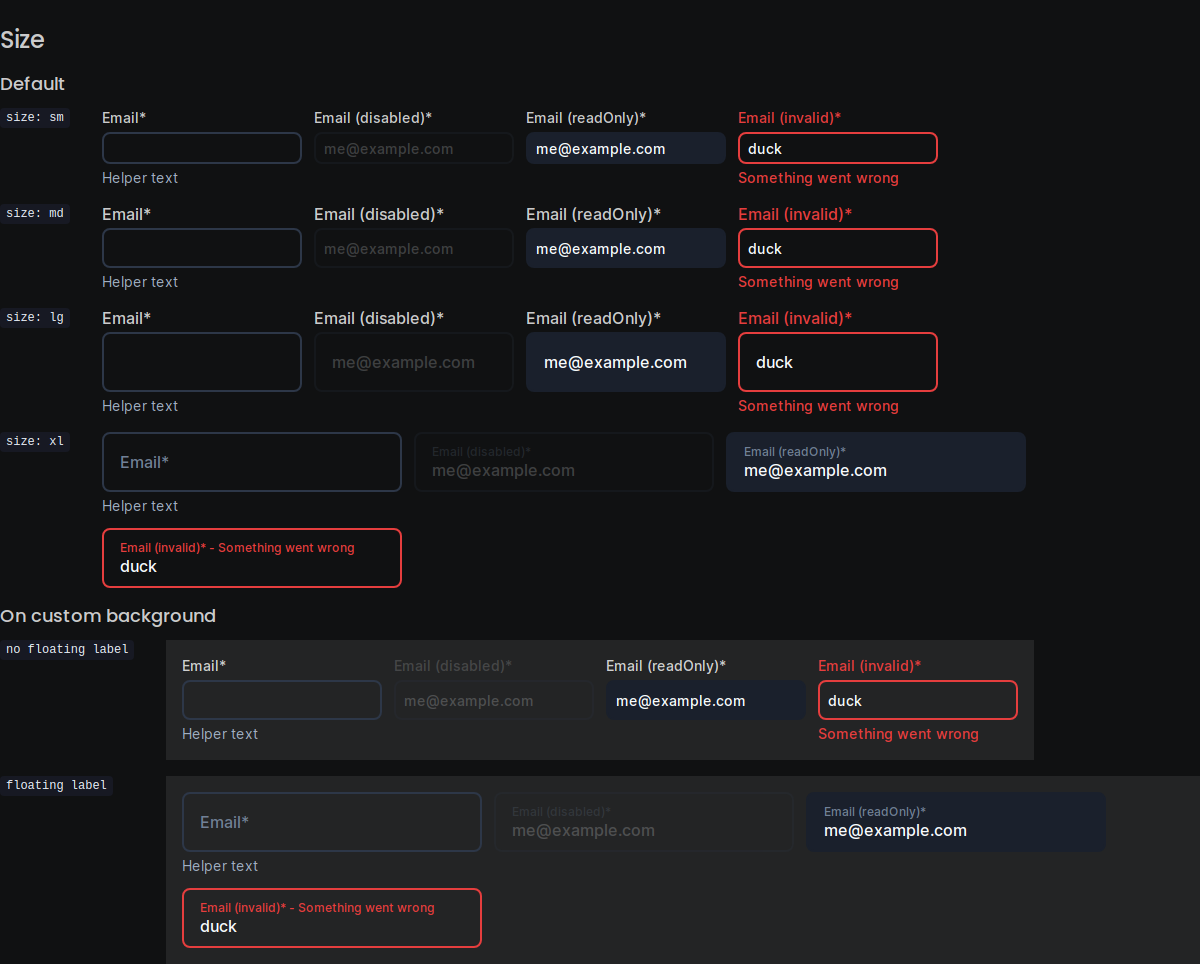 Size
Default
size: sm
Email*
Email (disabled)*
Email (readOnly)*
Email (invalid)*
me@example.com
me@example.com
duck
Helper text
Something went wrong
size: md
Email*
Email (disabled)*
Email (readOnly)*
Email (invalid)*
me@example.com
me@example.com
duck
Helper text
Something went wrong
size: lg
Email*
Email (disabled)*
Email (readOnly)*
Email (invalid)*
me@example.com
me@example.com
duck
Helper text
Something went wrong
size: xl
Email*
Email (disabled)*
me@example.com
Email (readOnly)*
me@example.com
Helper text
Email (invalid)* - Something went wrong
duck
On custom background
no floating label
Email*
Email (disabled)*
Email (readOnly)*
Email (invalid)*
me@example.com
me@example.com
duck
Helper text
Something went wrong
floating label
Email*
Email (disabled)*
me@example.com
Email (readOnly)*
me@example.com
Helper text
Email (invalid)* - Something went wrong
duck